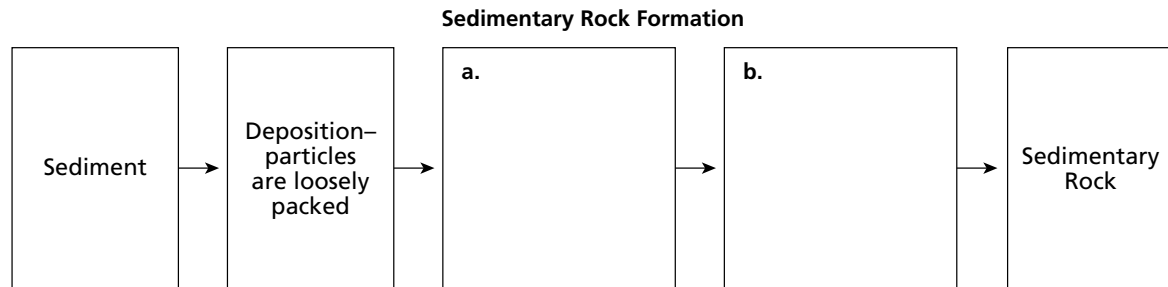 Sedimentary Rock Formation
Sediment
Deposition–
particles
are loosely
packed
a.
b.
Sedimentary
Rock